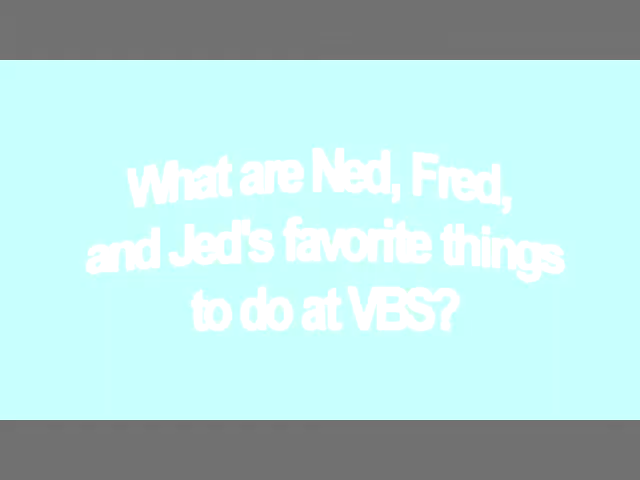 What are Ned, Fred,
and Jed's favorite things
to do at VBS?